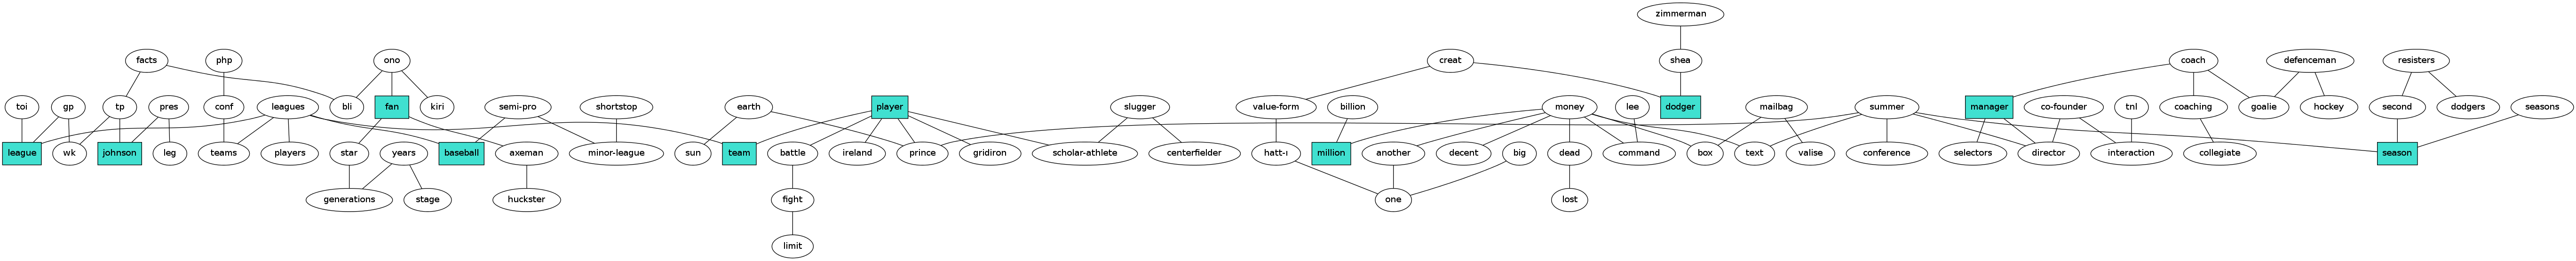 zimmerman
facts php ono creat shea coach defenceman resisters
toi gp tp pres conf leagues bli fan kiri semi-pro shortstop earth player slugger value-form billion money lee dodger mailbag summer manager co-founder tnl coaching goalie hockey second dodgers seasons
league wk johnson leg teams players star years baseball axeman minor-league sun team battle ireland prince gridiron scholar-athlete centerfielder hatt-ı million another decent big dead command box text valise conference selectors director interaction collegiate season
generations stage huckster fight one lost
limit